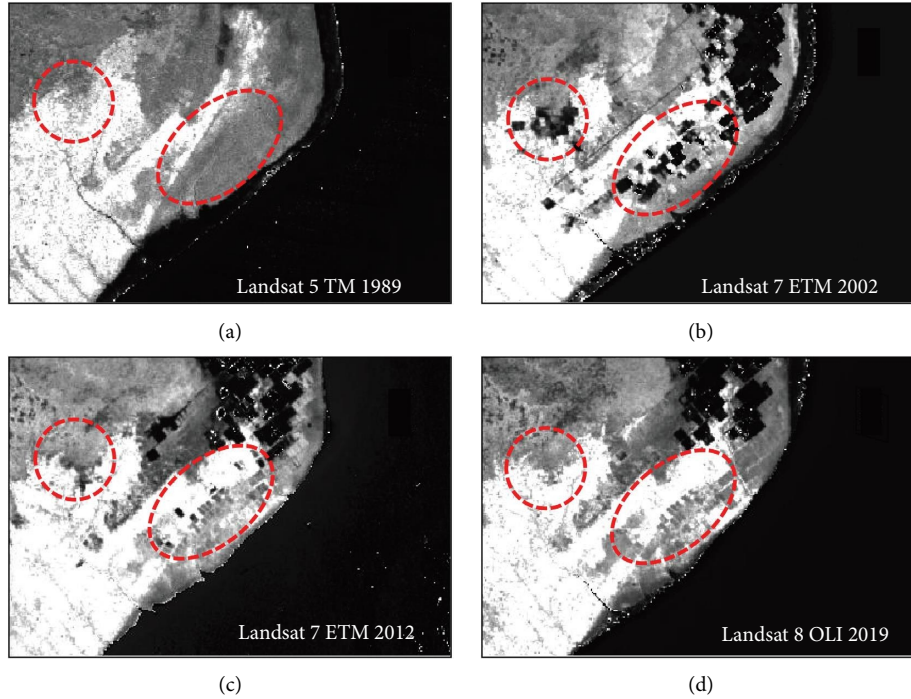 Landsat 5 TM 1989
Landsat 7 ETM 2002
(a)
(b)
Landsat 7 ETM 2012
Landsat 8 OLI 2019
(c)
(d)